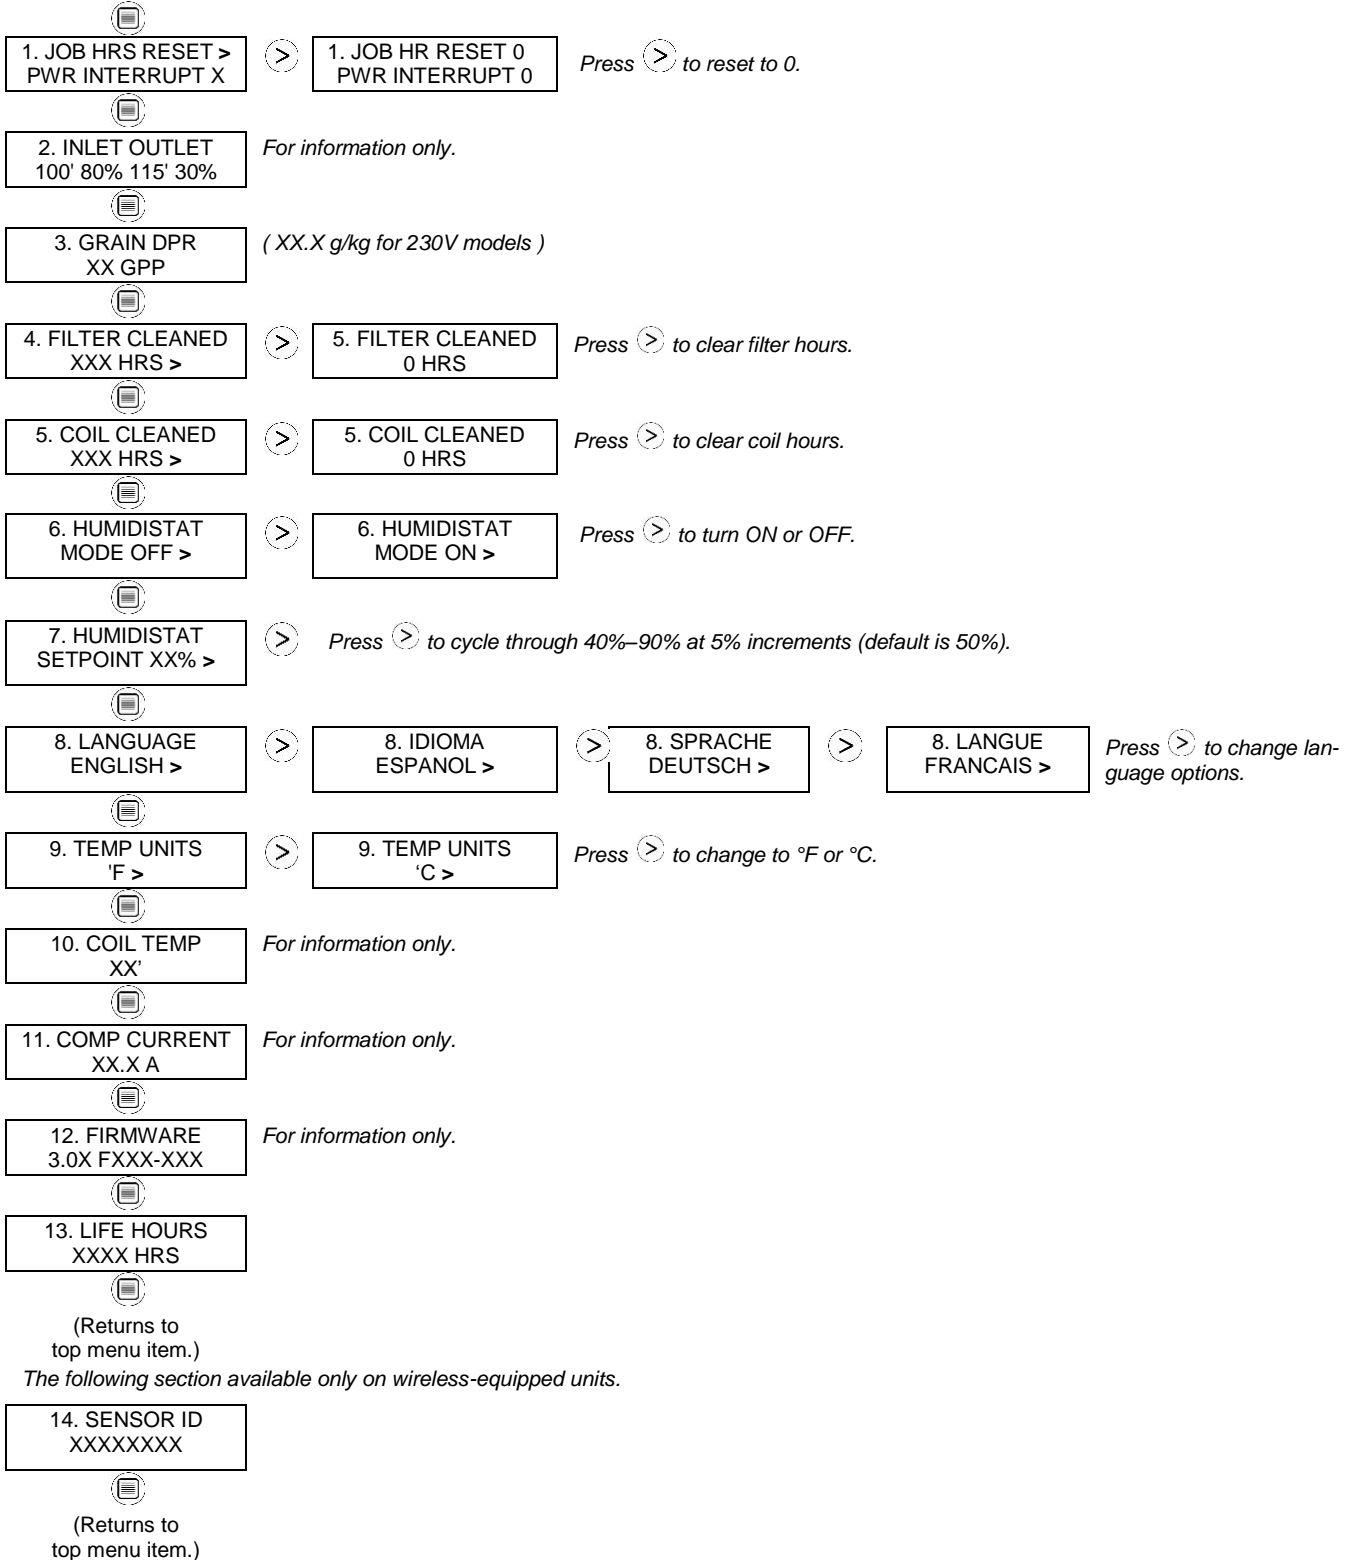 1. JOB HRS RESET >
PWR INTERRUPT X
>
1. JOB HR RESET 0
PWR INTERRUPT 0
Press > to reset to 0.
2. INLET OUTLET
100' 80% 115' 30%
For information only.
3. GRAIN DPR
XX GPP
( XX.X g/kg for 230V models )
4. FILTER CLEANED
XXX HRS >
>
5. FILTER CLEANED
0 HRS
Press > to clear filter hours.
5. COIL CLEANED
XXX HRS >
>
5. COIL CLEANED
0 HRS
Press > to clear coil hours.
6. HUMIDISTAT
MODE OFF >
>
6. HUMIDISTAT
MODE ON >
Press > to turn ON or OFF.
7. HUMIDISTAT
SETPOINT XX% >
>
Press > to cycle through 40%–90% at 5% increments (default is 50%).
8. LANGUAGE
ENGLISH >
>
8. IDIOMA
ESPANOL >
>
8. SPRACHE
DEUTSCH >
>
8. LANGUE
FRANCAIS >
Press > to change lan-
guage options.
9. TEMP UNITS
'F >
>
9. TEMP UNITS
‘C >
Press > to change to °F or °C.
10. COIL TEMP
XX’
For information only.
11. COMP CURRENT
XX.X A
For information only.
12. FIRMWARE
3.0X FXXX-XXX
For information only.
13. LIFE HOURS
XXXX HRS
(Returns to
top menu item.)
The following section available only on wireless-equipped units.
14. SENSOR ID
XXXXXXXX
(Returns to
top menu item.)